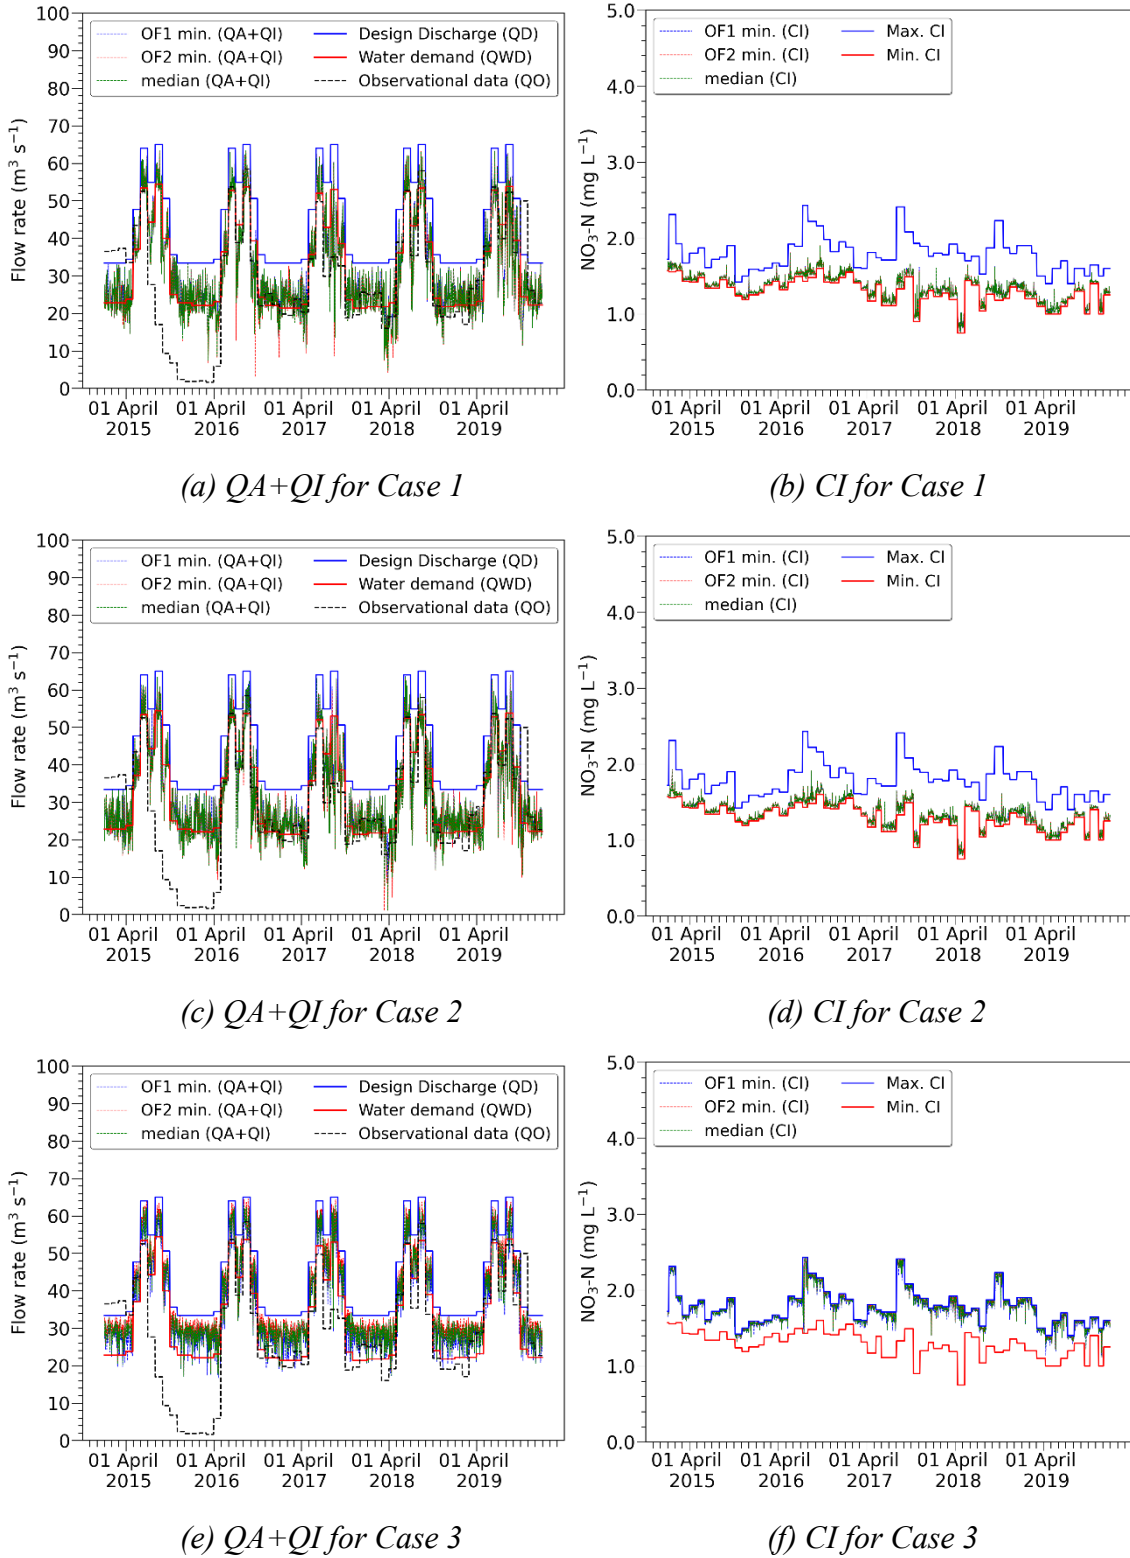 100
90
80
70
60
50
40
30
20
10
0
Flow rate (m³ s⁻¹)
OF1 min. (QA+QI)
OF2 min. (QA+QI)
median (QA+QI)
Design Discharge (QD)
Water demand (QWD)
Observational data (QO)
01 April 2015
01 April 2016
01 April 2017
01 April 2018
01 April 2019
(a) QA+QI for Case 1
5.0
4.0
3.0
2.0
1.0
0.0
NO₃-N (mg L⁻¹)
OF1 min. (CI)
OF2 min. (CI)
median (CI)
Max. CI
Min. CI
01 April 2015
01 April 2016
01 April 2017
01 April 2018
01 April 2019
(b) CI for Case 1
100
90
80
70
60
50
40
30
20
10
0
Flow rate (m³ s⁻¹)
OF1 min. (QA+QI)
OF2 min. (QA+QI)
median (QA+QI)
Design Discharge (QD)
Water demand (QWD)
Observational data (QO)
01 April 2015
01 April 2016
01 April 2017
01 April 2018
01 April 2019
(c) QA+QI for Case 2
5.0
4.0
3.0
2.0
1.0
0.0
NO₃-N (mg L⁻¹)
OF1 min. (CI)
OF2 min. (CI)
median (CI)
Max. CI
Min. CI
01 April 2015
01 April 2016
01 April 2017
01 April 2018
01 April 2019
(d) CI for Case 2
100
90
80
70
60
50
40
30
20
10
0
Flow rate (m³ s⁻¹)
OF1 min. (QA+QI)
OF2 min. (QA+QI)
median (QA+QI)
Design Discharge (QD)
Water demand (QWD)
Observational data (QO)
01 April 2015
01 April 2016
01 April 2017
01 April 2018
01 April 2019
(e) QA+QI for Case 3
5.0
4.0
3.0
2.0
1.0
0.0
NO₃-N (mg L⁻¹)
OF1 min. (CI)
OF2 min. (CI)
median (CI)
Max. CI
Min. CI
01 April 2015
01 April 2016
01 April 2017
01 April 2018
01 April 2019
(f) CI for Case 3